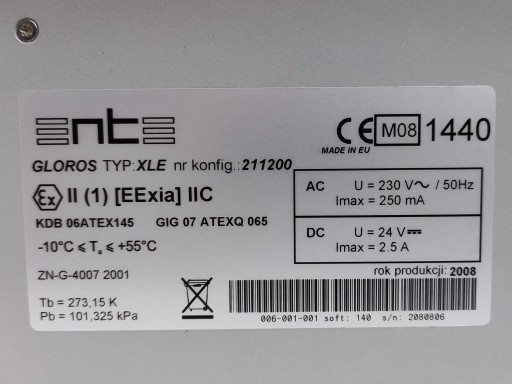 ente
CE M08 1440
MADE IN EU
GLOROS TYP:XLE nr konfig.:211200
Ex II (1) [EExia] IIC
KDB 06ATEX145 GIG 07 ATEXQ 065
-10°C ⩽ Ta ⩽ +55°C
ZN-G-4007 2001
Tb = 273,15 K
Pb = 101,325 kPa
AC U = 230 V～ / 50Hz
Imax = 250 mA
DC U = 24 V⎓
Imax = 2.5 A
rok produkcji: 2008
006-001-001 soft: 140 s/n: 2080806